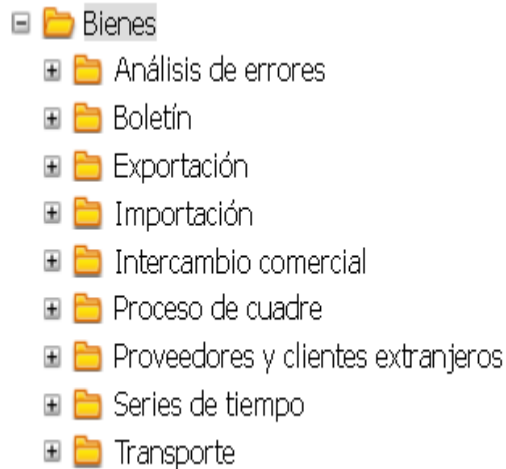 Bienes
Análisis de errores
Boletín
Exportación
Importación
Intercambio comercial
Proceso de cuadre
Proveedores y clientes extranjeros
Series de tiempo
Transporte